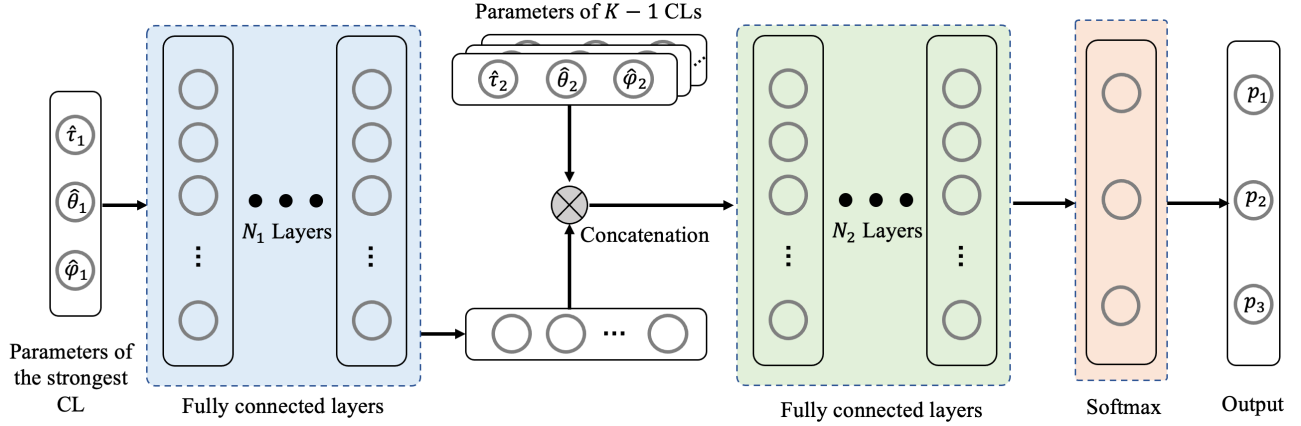 Parameters of K − 1 CLs
τ̂₂ θ̂₂ φ̂₂
...
τ̂₁
θ̂₁
φ̂₁
Parameters of
the strongest
CL
N₁ Layers
⋮ ⋮
Fully connected layers
Concatenation
...
N₂ Layers
⋮ ⋮
Fully connected layers
Softmax
p₁
p₂
p₃
Output